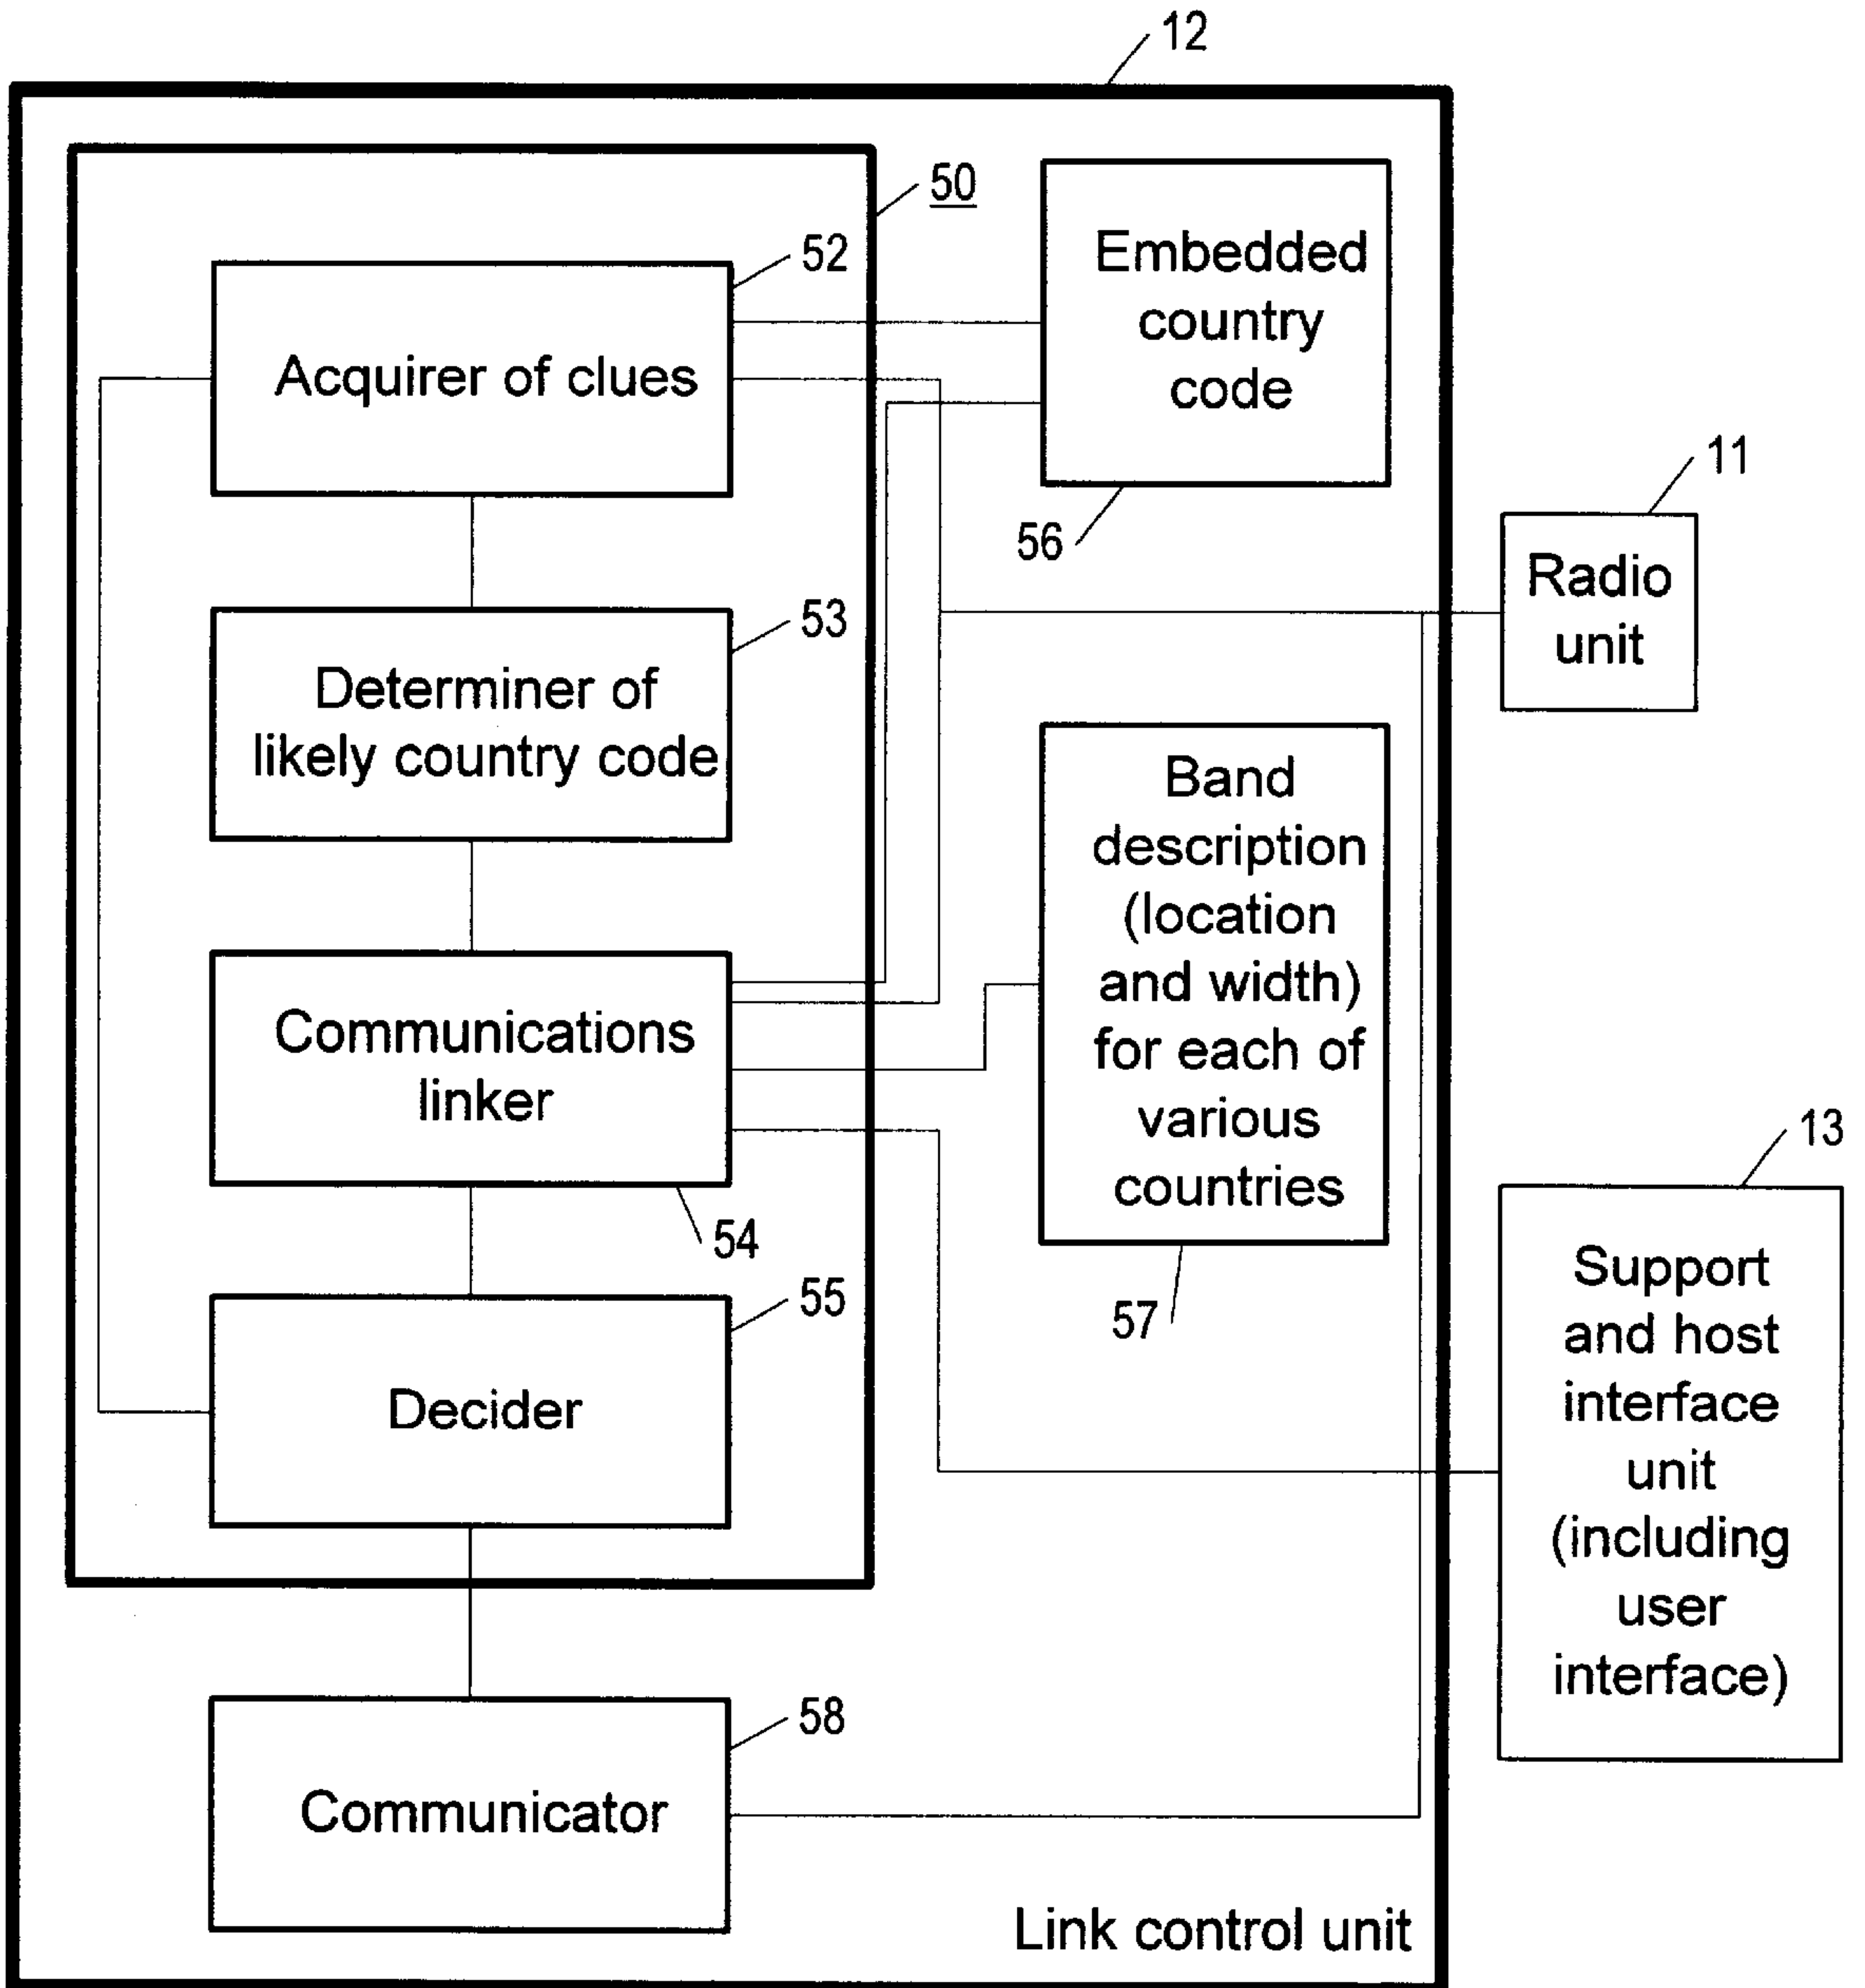 12
50
52
Acquirer of clues
Embedded
country
code
56
11
Radio
unit
53
Determiner of
likely country code
Band
description
(location
and width)
for each of
various
countries
57
Communications
linker
54
13
Support
and host
interface
unit
(including
user
interface)
55
Decider
58
Communicator
Link control unit